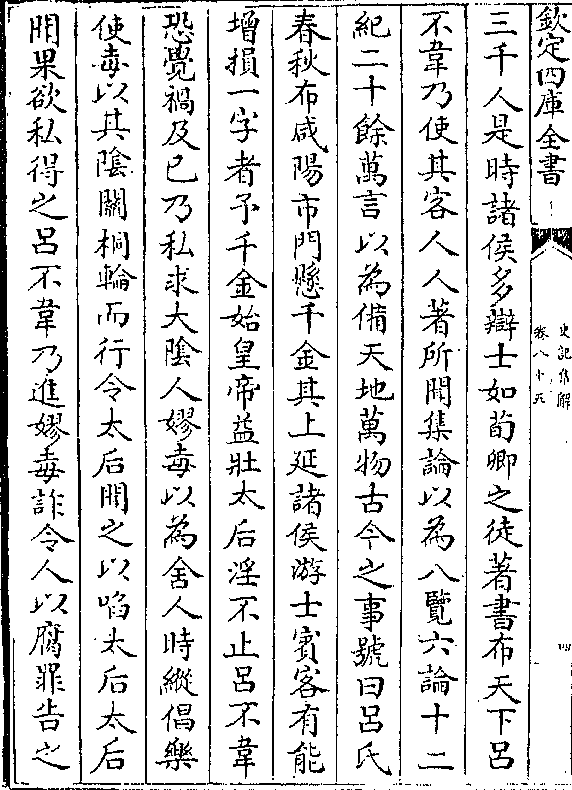 欽定四庫全書
史記集解
卷八十五
四
三千人是時諸侯多辯士如荀卿之徒著書布天下呂
不韋乃使其客人人著所聞集論以為八覽六論十二
紀二十餘萬言以為備天地萬物古今之事號曰呂氏
春秋布咸陽市門懸千金其上延諸侯游士賓客有能
增損一字者予千金始皇帝益壯太后淫不止呂不韋
恐覺禍及已乃私求大陰人嫪毐以為舍人時縱倡樂
使毐以其陰關桐輪而行令太后聞之以啗太后太后
聞果欲私得之呂不韋乃進嫪毐詐令人以腐罪告之